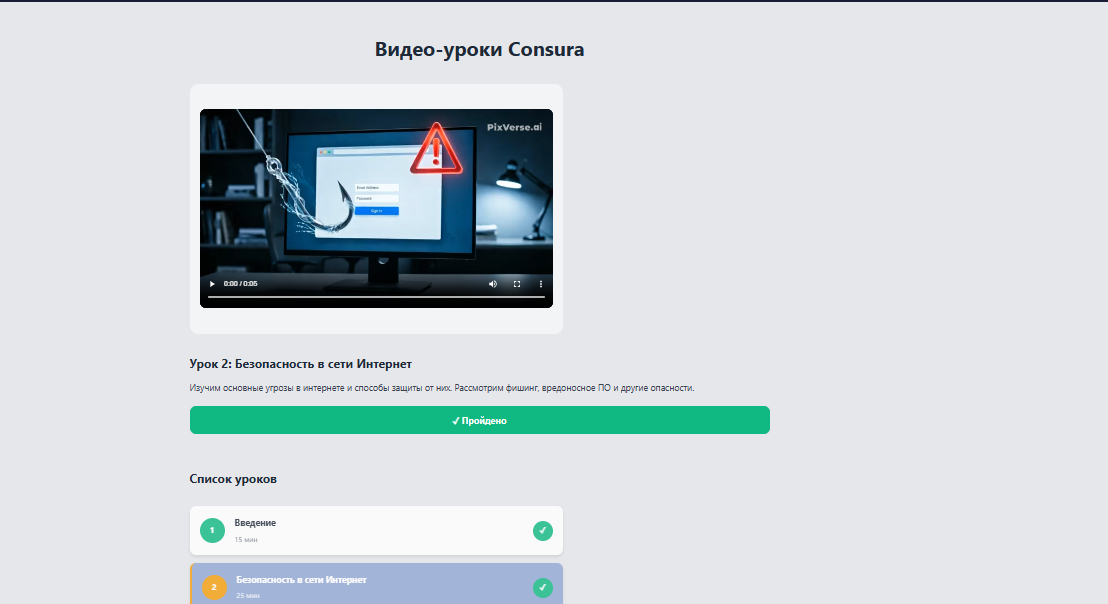 Видео-уроки Consura
PixVerse.ai
Email Address
Password
Sign In
0:00 / 0:05
Урок 2: Безопасность в сети Интернет
Изучим основные угрозы в интернете и способы защиты от них. Рассмотрим фишинг, вредоносное ПО и другие опасности.
✓ Пройдено
Список уроков
1
Введение
15 мин
✓
2
Безопасность в сети Интернет
25 мин
✓